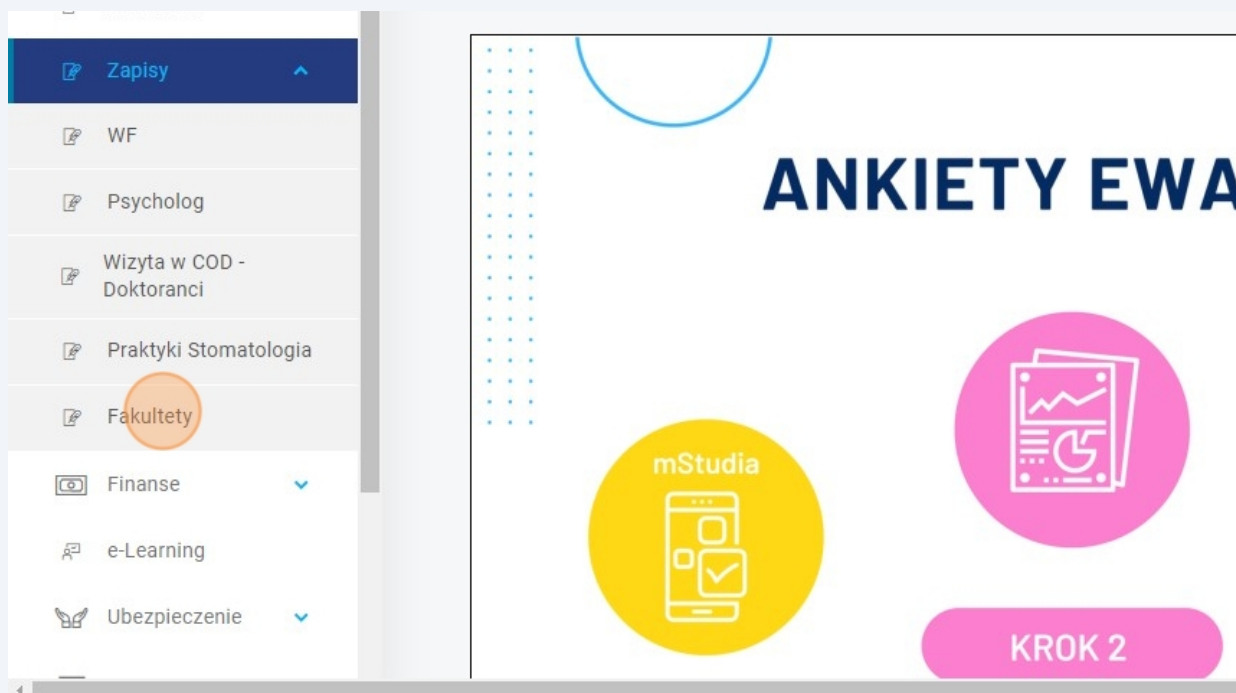 Zapisy
WF
Psycholog
Wizyta w COD -
Doktoranci
Praktyki Stomatologia
Fakultety
Finanse
e-Learning
Ubezpieczenie
ANKIETY EWA
mStudia
KROK 2